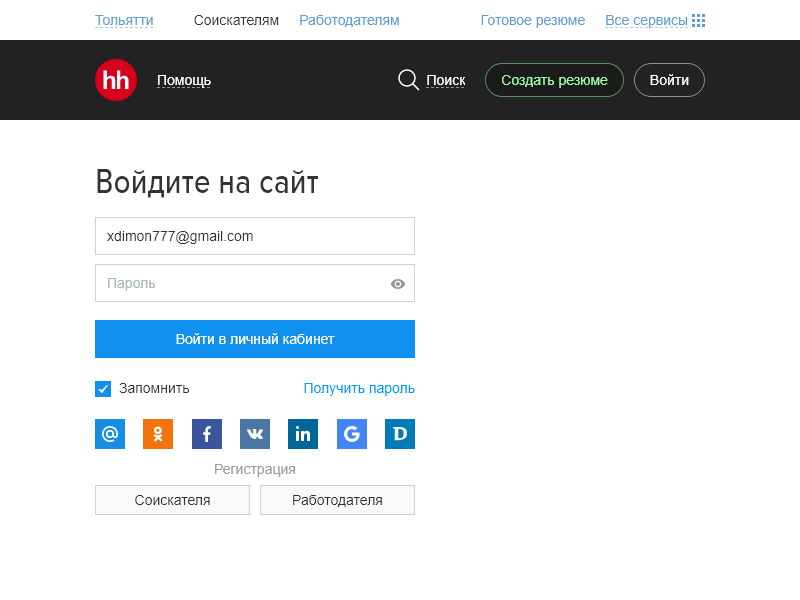 Тольятти Соискателям Работодателям Готовое резюме Все сервисы
hh Помощь Поиск Создать резюме Войти
Войдите на сайт
xdimon777@gmail.com
Пароль
Войти в личный кабинет
Запомнить Получить пароль
@ f in G D
Регистрация
Соискателя Работодателя